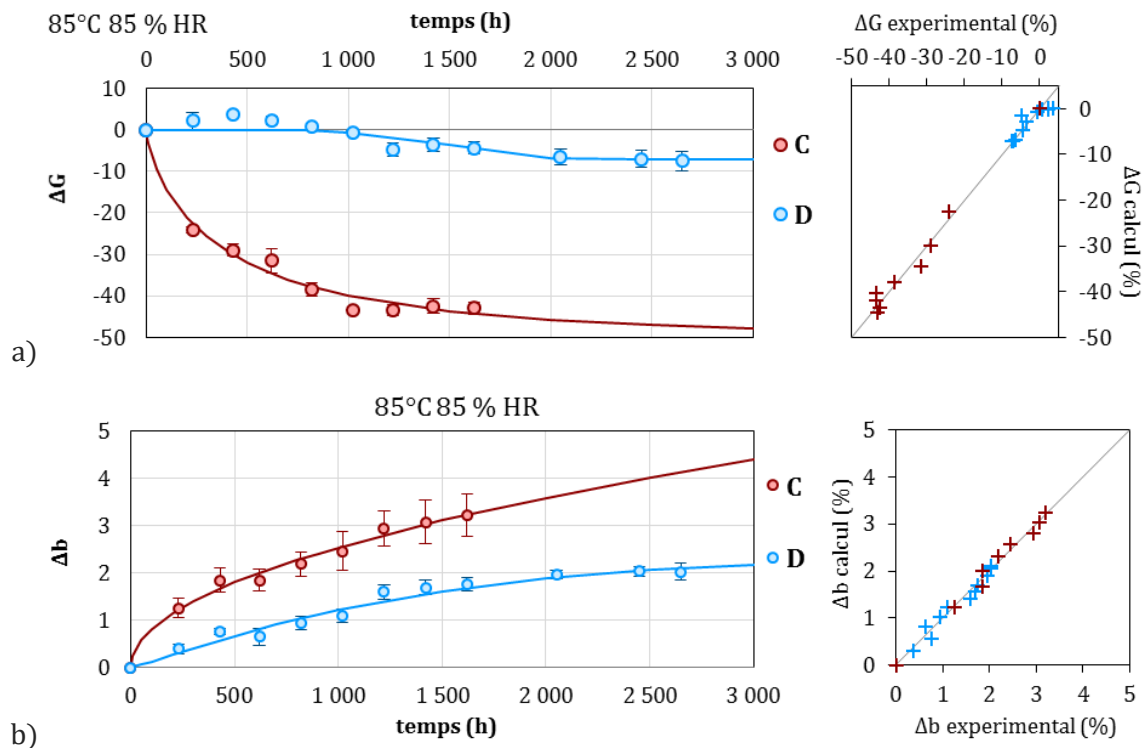 85°C 85 % HR
temps (h)
0 500 1 000 1 500 2 000 2 500 3 000
10
0
-10
-20
-30
-40
-50
ΔG
C
D
ΔG experimental (%)
-50 -40 -30 -20 -10 0
0
-10
-20
-30
-40
-50
ΔG calcul (%)
a)
85°C 85 % HR
5
4
3
2
1
0
Δb
0 500 1 000 1 500 2 000 2 500 3 000
temps (h)
C
D
5
4
3
2
1
0
Δb calcul (%)
0 1 2 3 4 5
Δb experimental (%)
b)